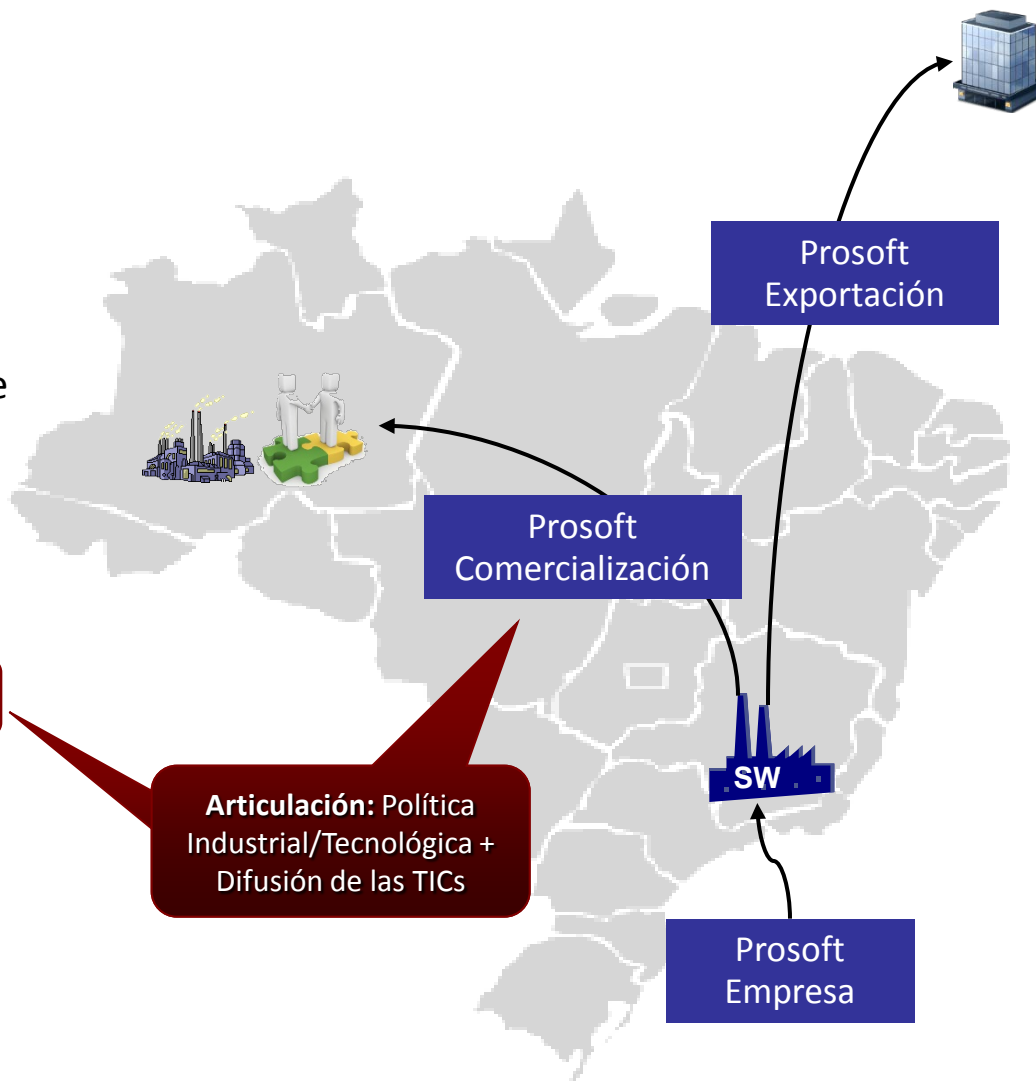 Prosoft
Exportación
e
Prosoft
Comercialización
SW
Articulación: Política
Industrial/Tecnológica +
Difusión de las TICs
Prosoft
Empresa